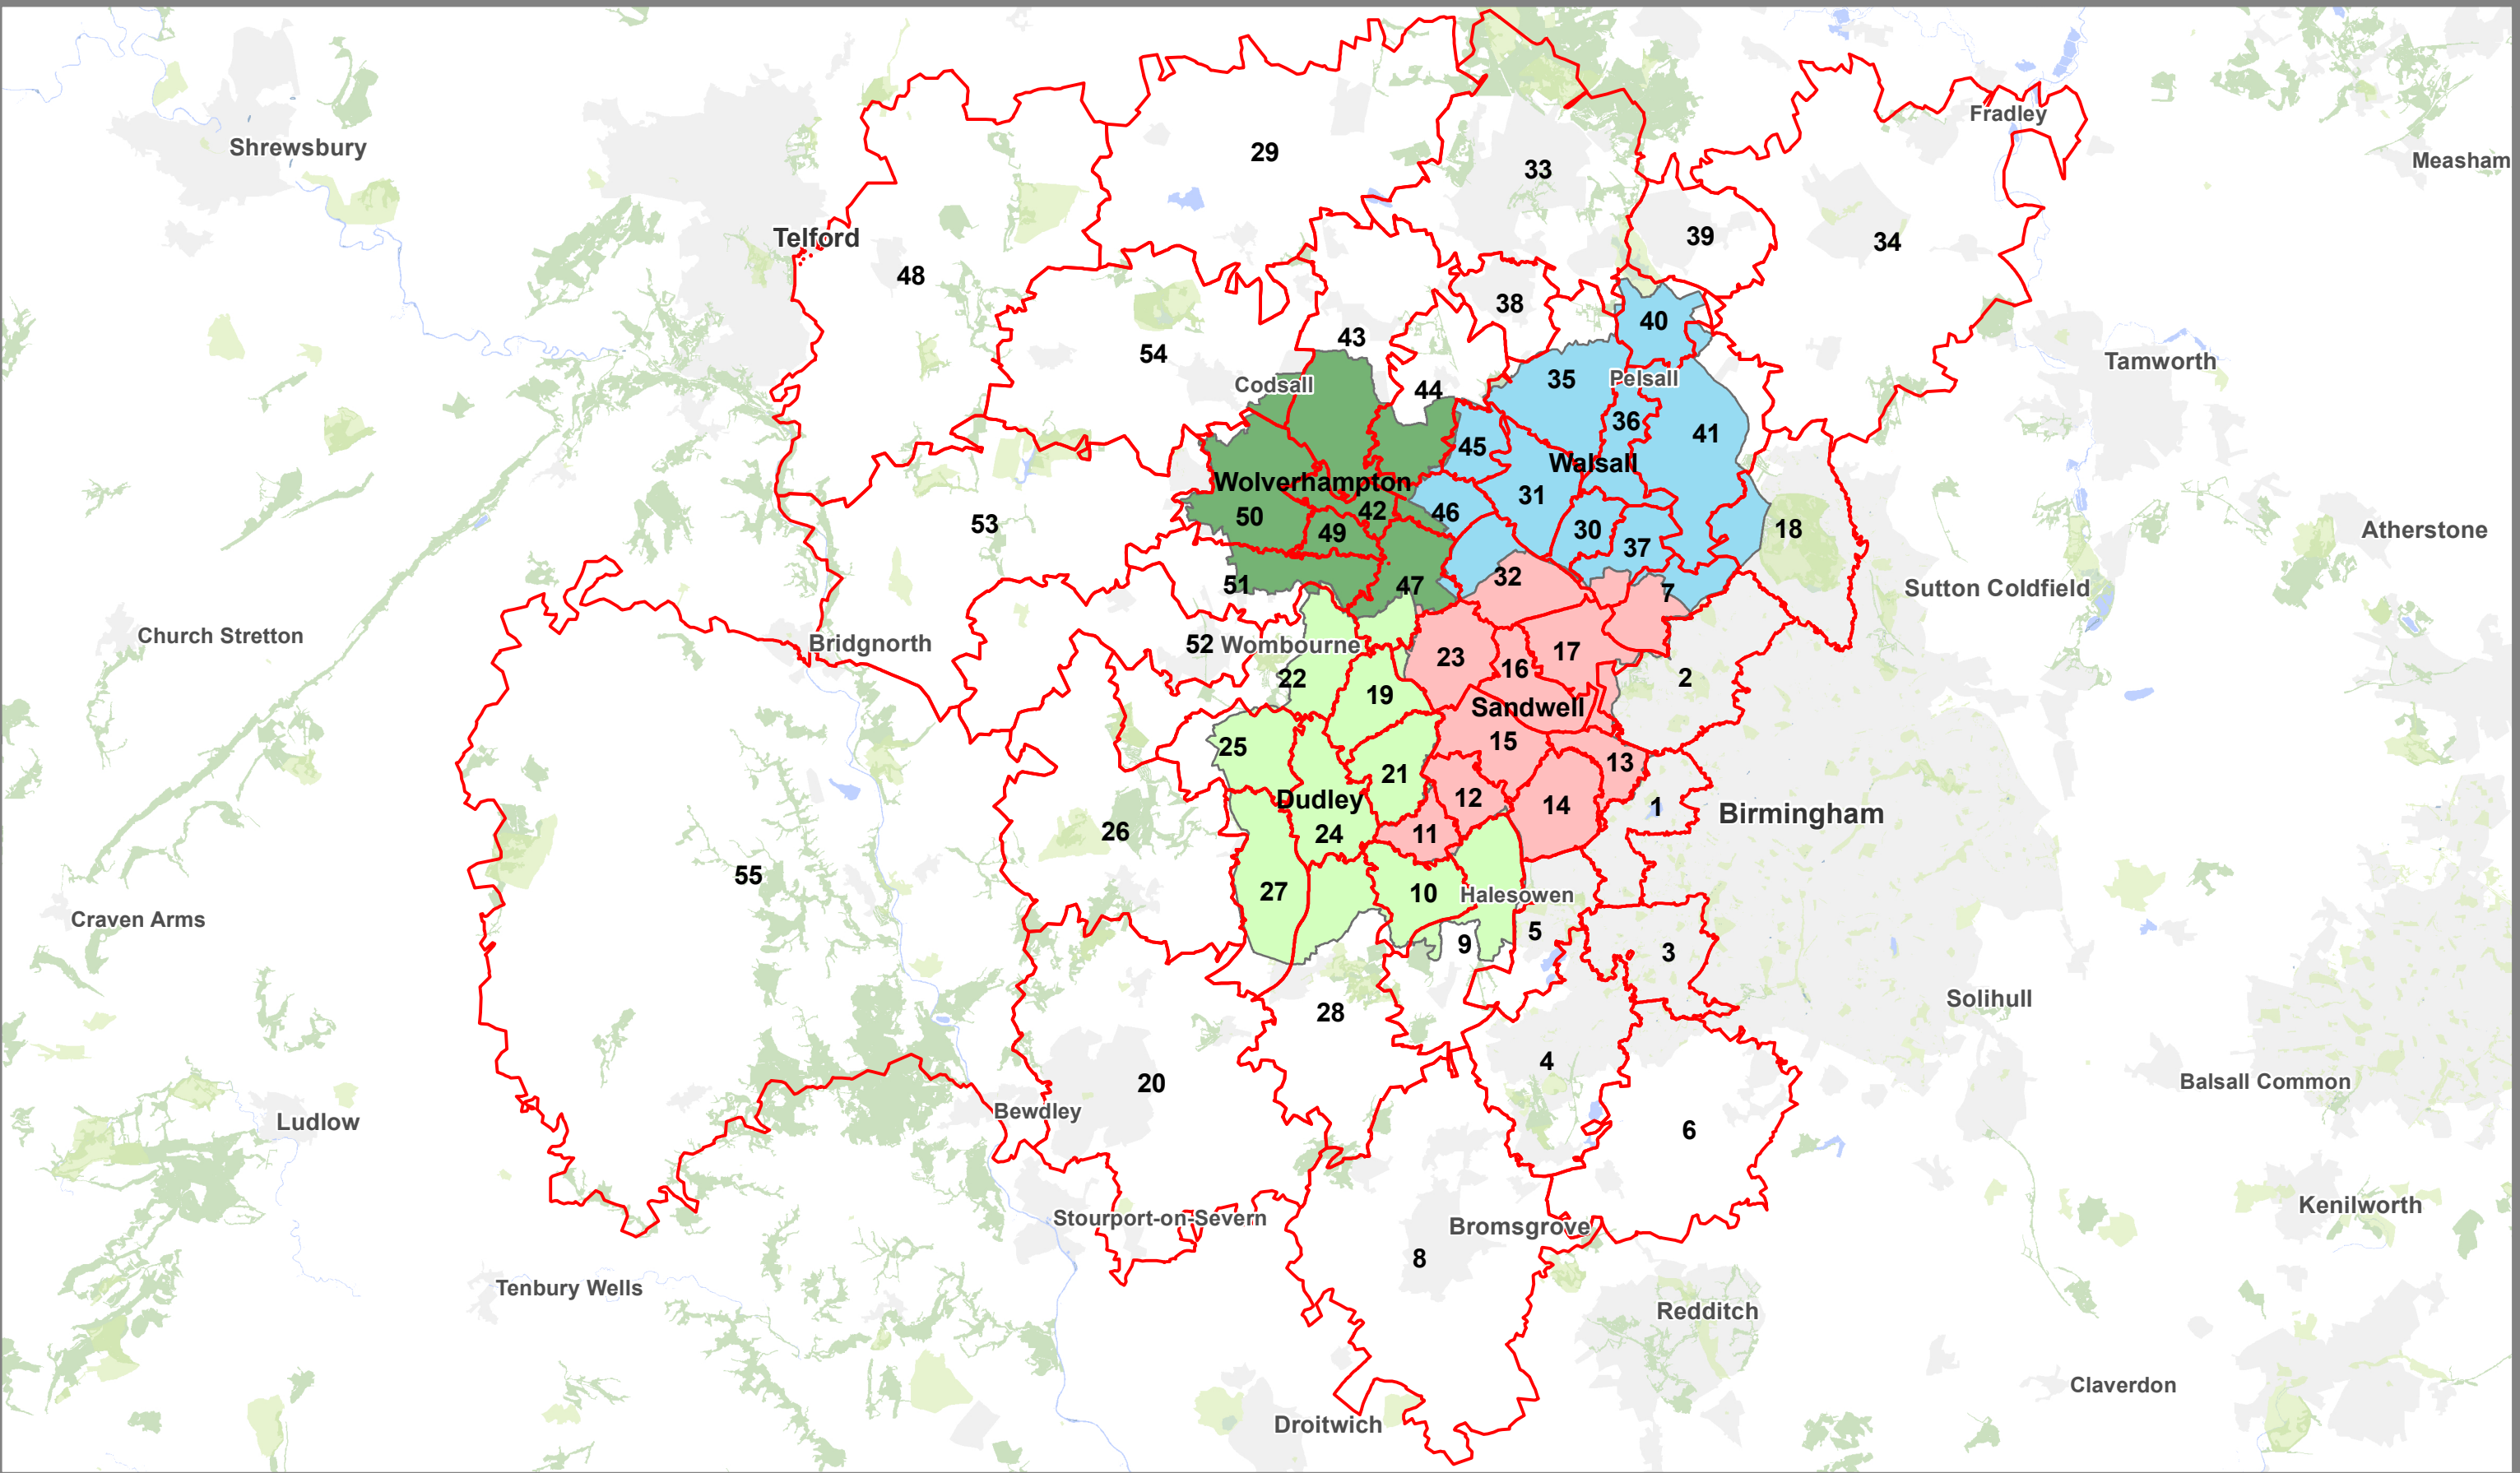 Fradley
Shrewsbury
29
Measham
33
39
Telford
34
48
38
40
43
54
Tamworth
35
Pelsall
Codsall
44
36
41
45
Walsall
Wolverhampton
31
42
46
50
53
18
30
Atherstone
49
37
32
51
47
Sutton Coldfield
7
Church Stretton
Bridgnorth
52
Wombourne
17
23
16
22
2
19
Sandwell
15
25
13
21
12
Dudley
14
1
Birmingham
26
24
11
55
27
10
Halesowen
Craven Arms
5
9
3
Solihull
28
4
20
Balsall Common
Bewdley
Ludlow
6
Kenilworth
Stourport-on-Severn
Bromsgrove
8
Tenbury Wells
Redditch
Claverdon
Droitwich